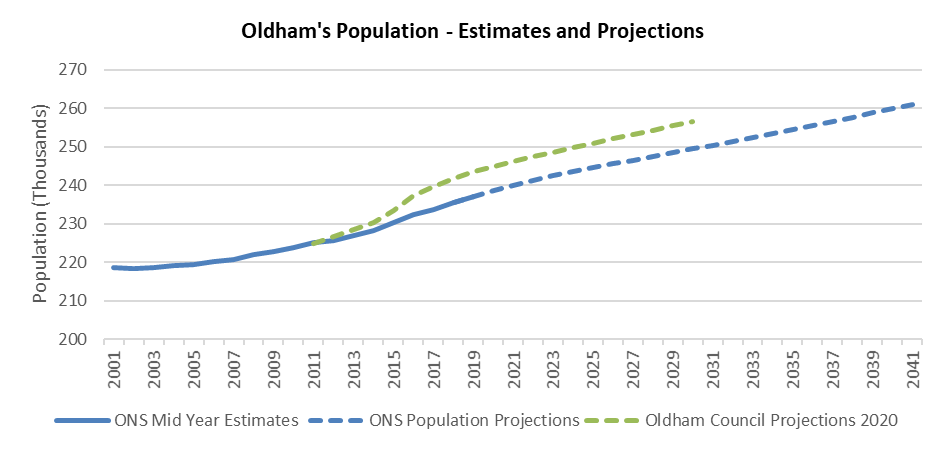 Oldham's Population - Estimates and Projections
Population (Thousands)
270
260
250
240
230
220
210
200
2001 2003 2005 2007 2009 2011 2013 2015 2017 2019 2021 2023 2025 2027 2029 2031 2033 2035 2037 2039 2041
ONS Mid Year Estimates ONS Population Projections Oldham Council Projections 2020